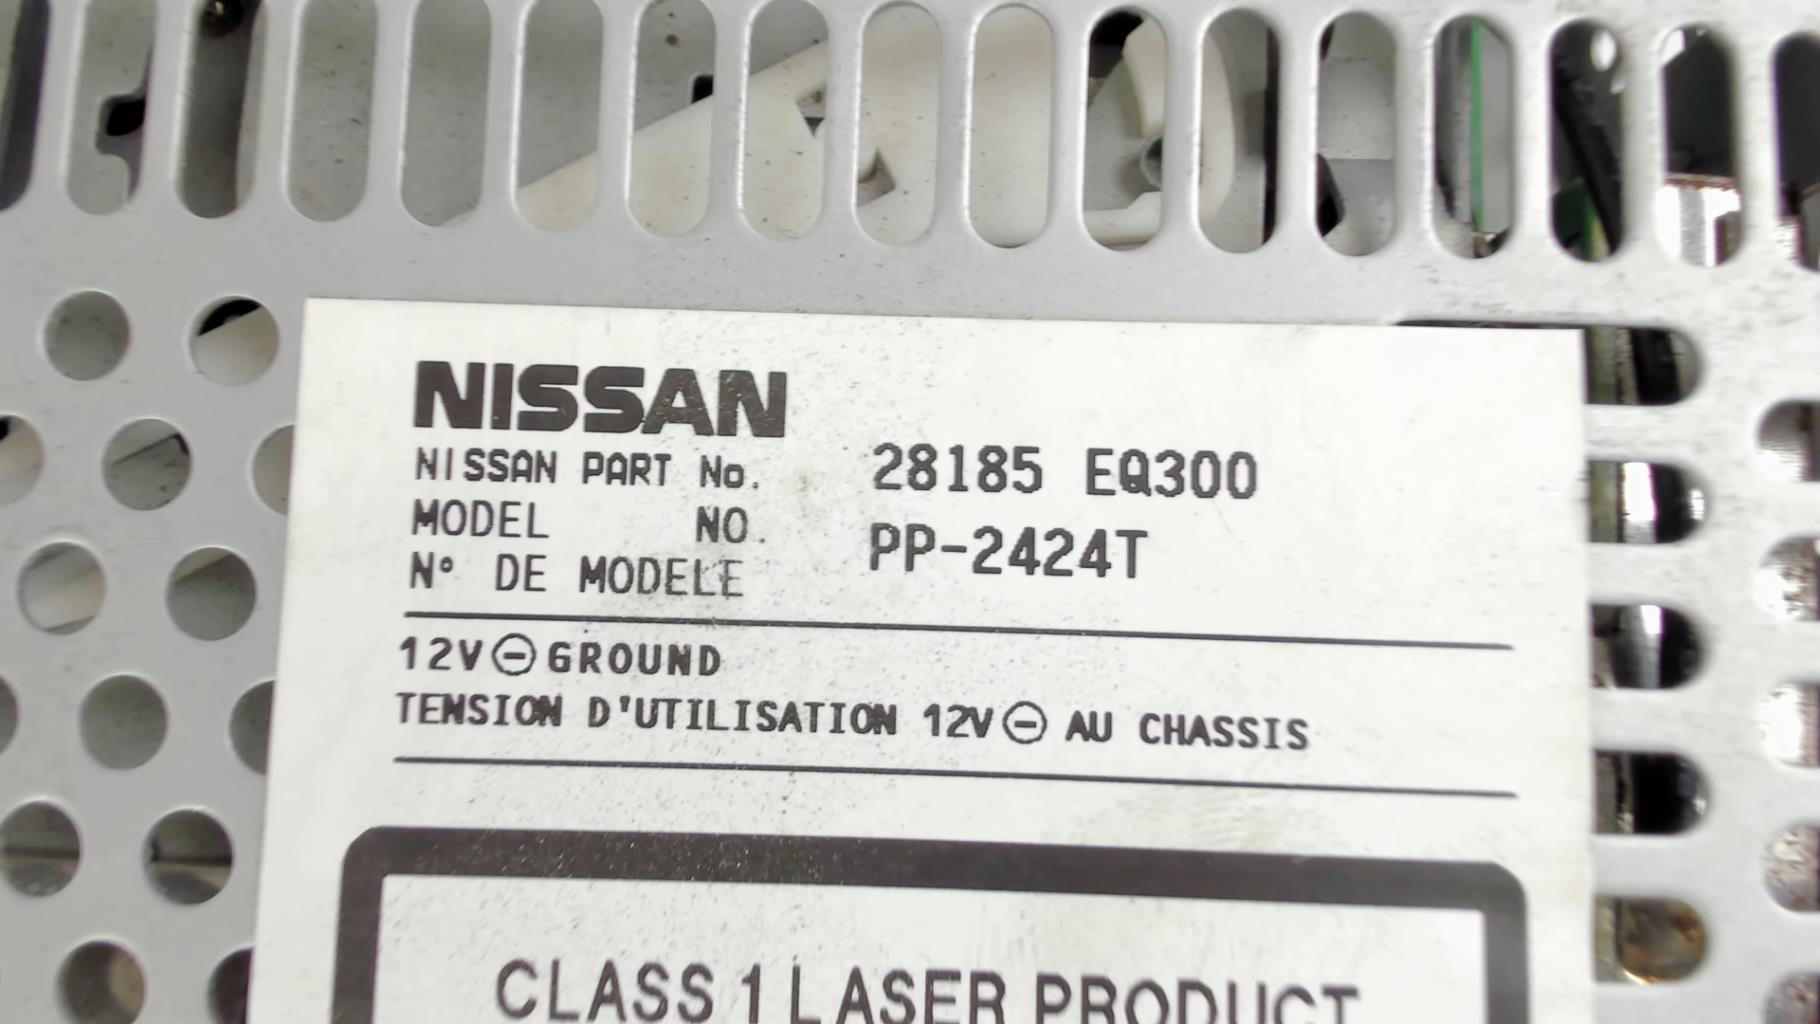 NISSAN
NISSAN PART No. 28185 EQ300
MODEL NO. PP-2424T
N° DE MODELE
12V⊖GROUND
TENSION D'UTILISATION 12V⊖ AU CHASSIS
CLASS 1 LASER PRODUCT